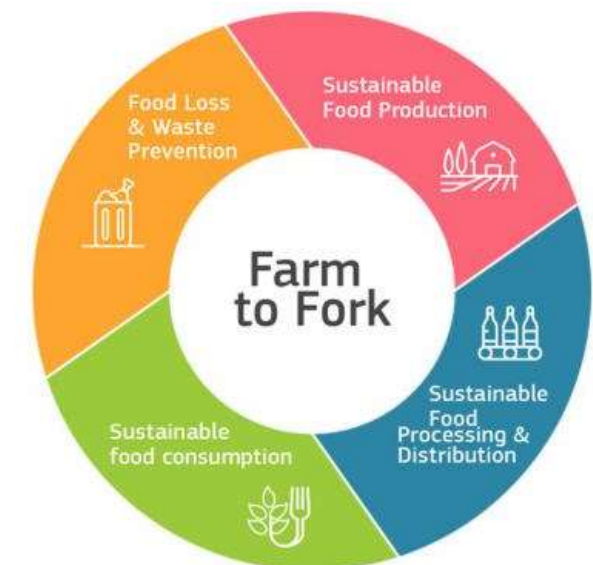 Food Loss
& Waste
Prevention
Sustainable
Food Production
Farm
to Fork
Sustainable
Food
Processing &
Distribution
Sustainable
food consumption